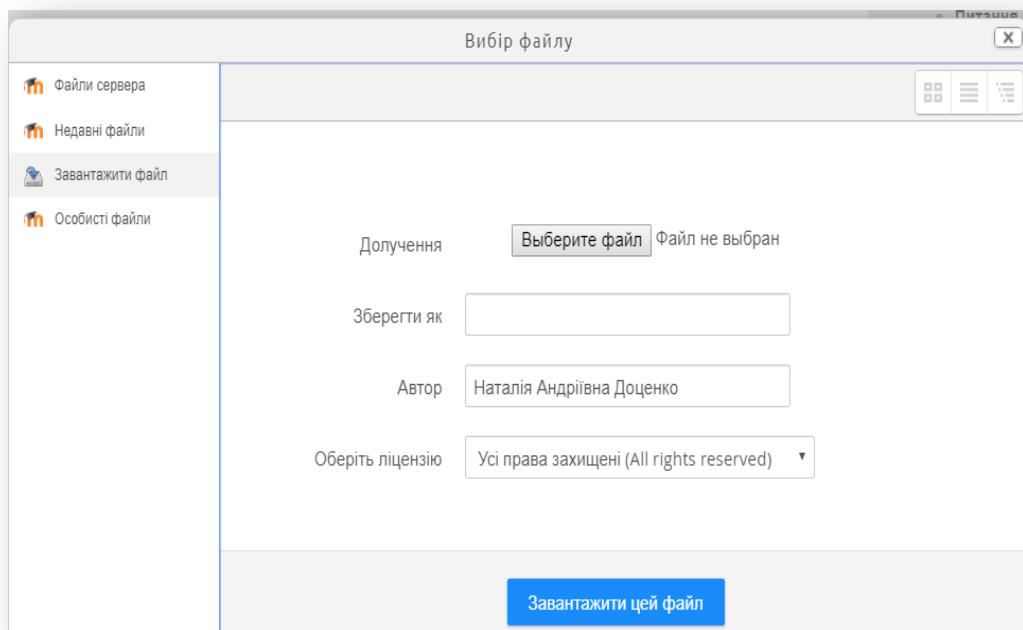 Питання
Вибір файлу
x
Файли сервера
Недавні файли
Завантажити файл
Особисті файли
Долучення
Выберите файл Файл не выбран
Зберегти як
Автор
Наталія Андріївна Доценко
Оберіть ліцензію
Усі права захищені (All rights reserved)
Завантажити цей файл